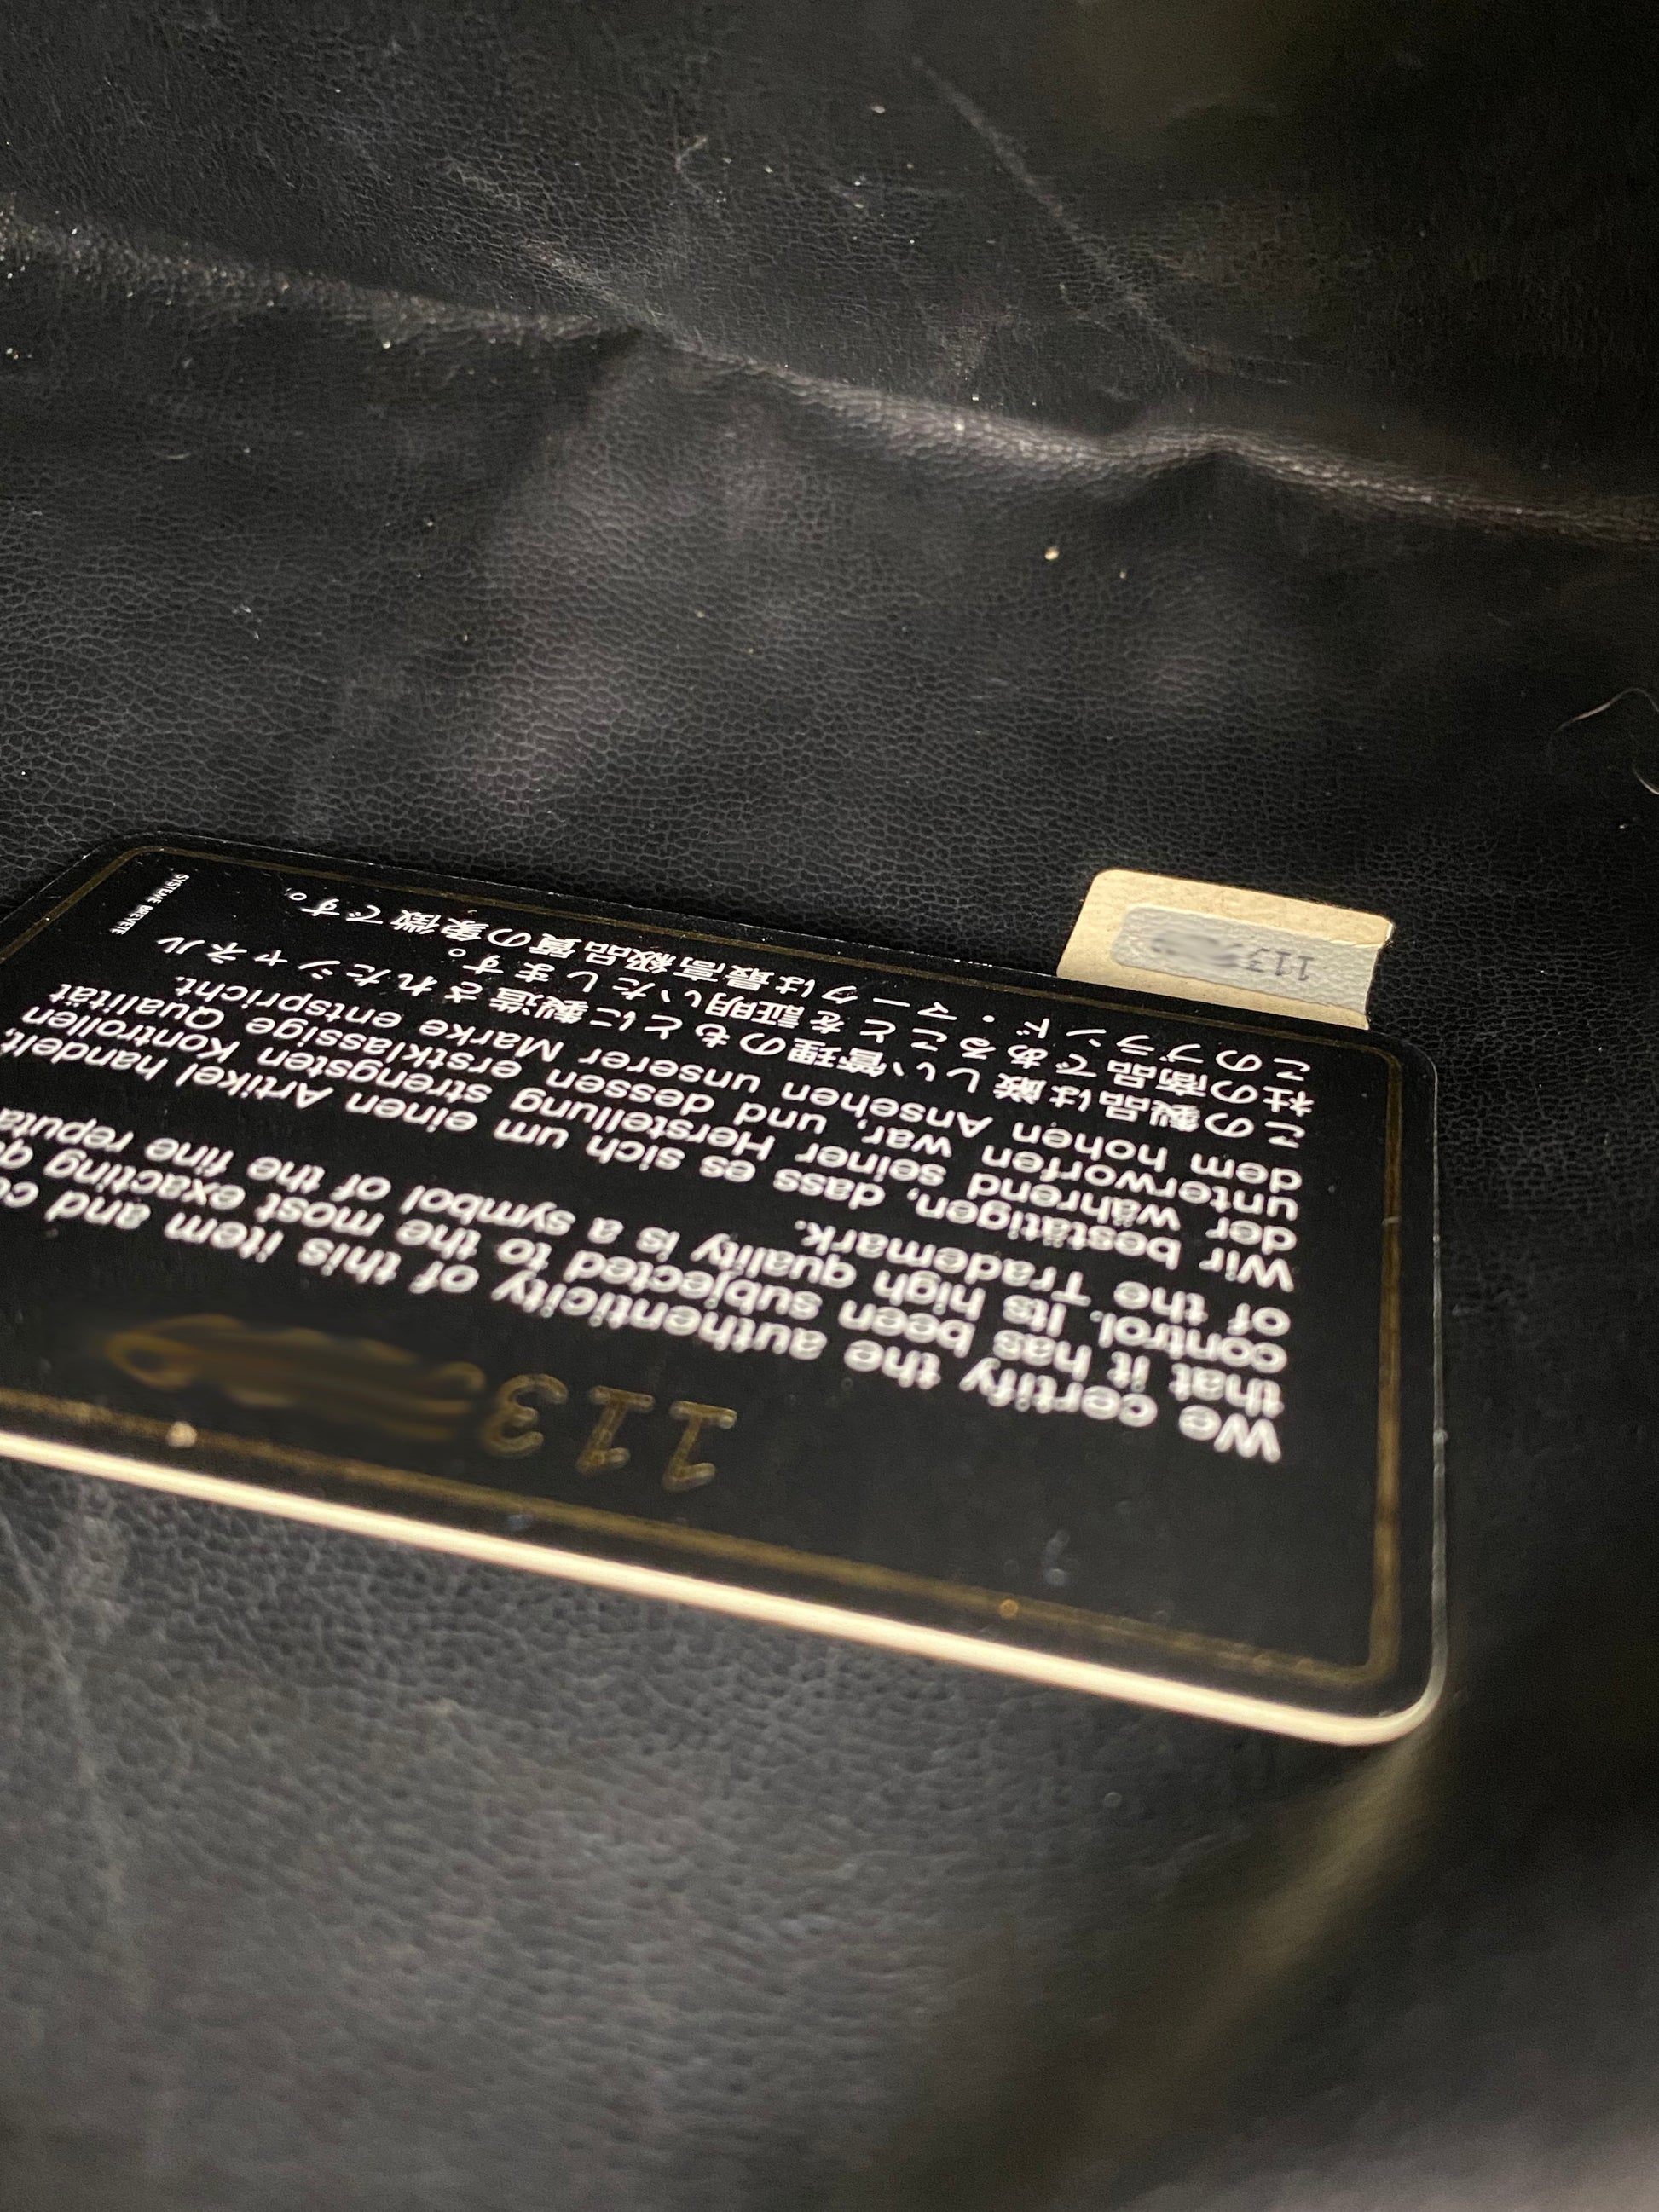 113
We certify the authenticity of this item and
that it has been subjected to the most exacting
control. Its high quality is a symbol of the fine
of the Trademark.
Wir bestätigen, dass es sich um einen Artikel handelt,
der während seiner Herstellung strengsten Kontrollen
unterworfen war, und dessen erstklassige Qualität
dem hohen Ansehen unserer Marke entspricht.
この製品は厳しい管理のもとに製造されたシャネル
社の商品であることを証明いたします。
このブランド・マークは最高級品質の象徴です。
SYSTEME BREVETE
113